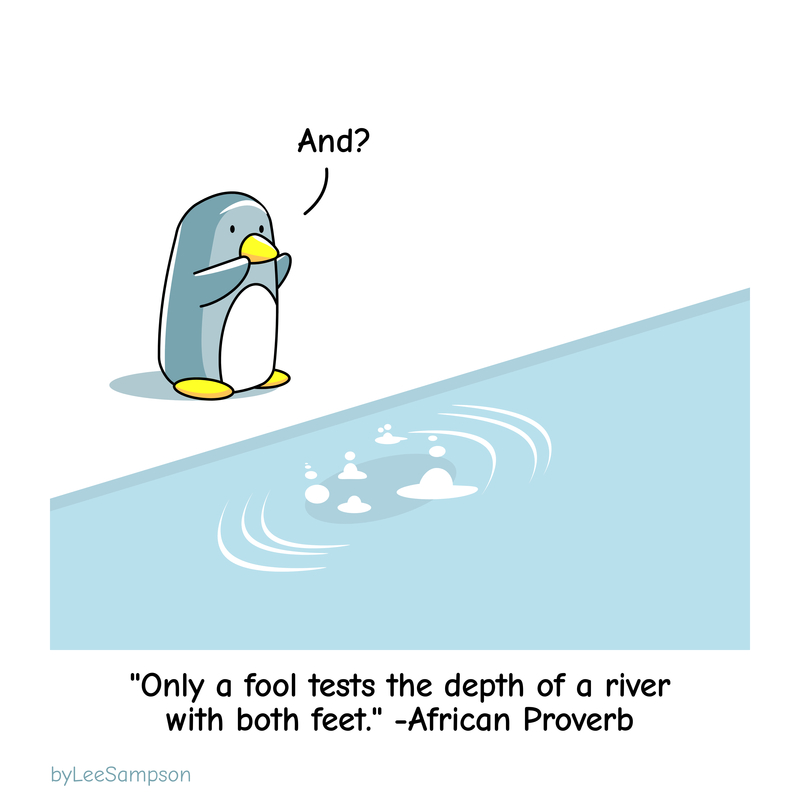 And?
"Only a fool tests the depth of a river
with both feet." -African Proverb
byLeeSampson